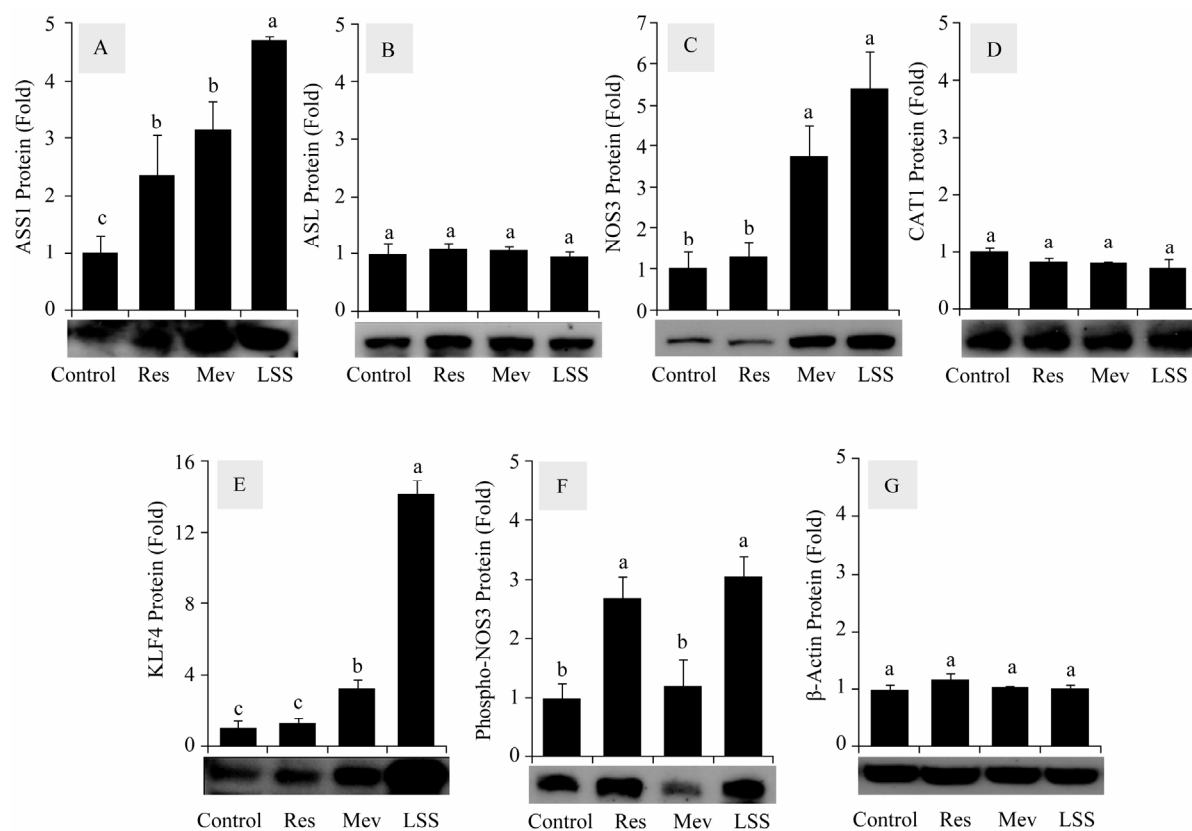 A
ASS1 Protein (Fold)
5
4
3
2
1
0
c
b
b
a
Control Res Mev LSS
B
ASL Protein (Fold)
5
4
3
2
1
0
a
a
a
a
Control Res Mev LSS
C
NOS3 Protein (Fold)
7
6
5
4
3
2
1
0
b
b
a
a
Control Res Mev LSS
D
CAT1 Protein (Fold)
5
4
3
2
1
0
a
a
a
a
Control Res Mev LSS
E
KLF4 Protein (Fold)
16
12
8
4
0
c
c
b
a
Control Res Mev LSS
F
Phospho-NOS3 Protein (Fold)
5
4
3
2
1
0
b
a
b
a
Control Res Mev LSS
G
β-Actin Protein (Fold)
5
4
3
2
1
0
a
a
a
a
Control Res Mev LSS